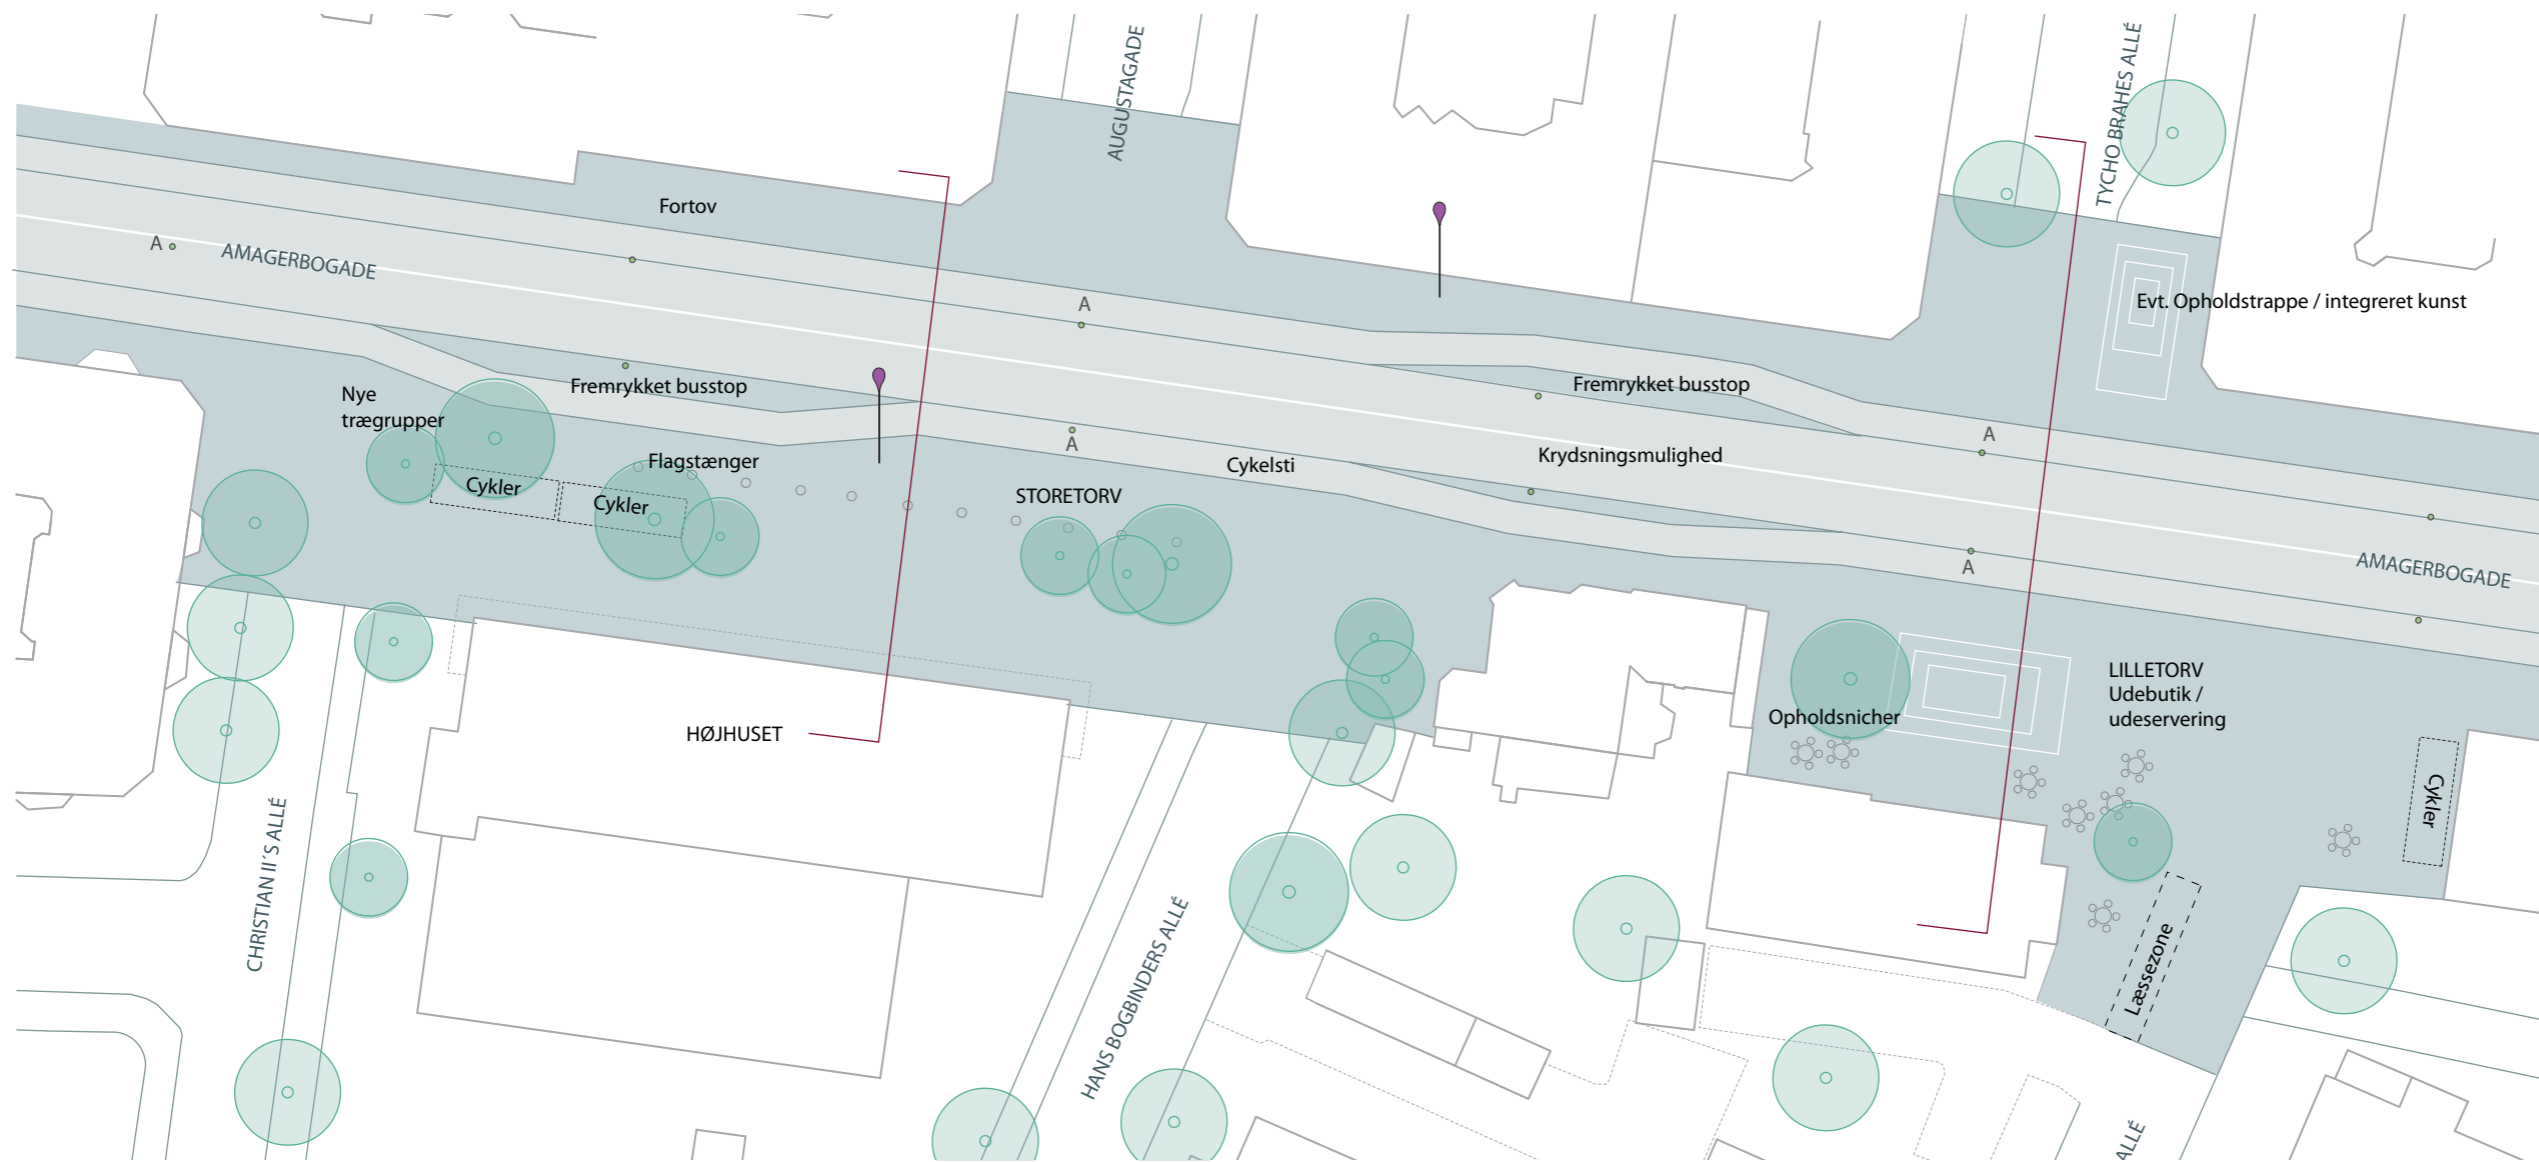 AUGUSTAGADE
TYCHO BRAHES ALLÉ
Fortov
A
AMAGERBOGADE
A
Evt. Opholdstrappe / integreret kunst
Nye
trægrupper
Fremrykket busstop
Fremrykket busstop
A
A
Krydsningsmulighed
Flagstænger
Cykelsti
Cykler
Cykler
STORETORV
A
AMAGERBOGADE
LILLETORV
Udebutik /
udeservering
Opholdsnicher
HØJHUSET
Cykler
CHRISTIAN II´S ALLÉ
HANS BOGBINDERS ALLÉ
Læssezone
ALLÉ